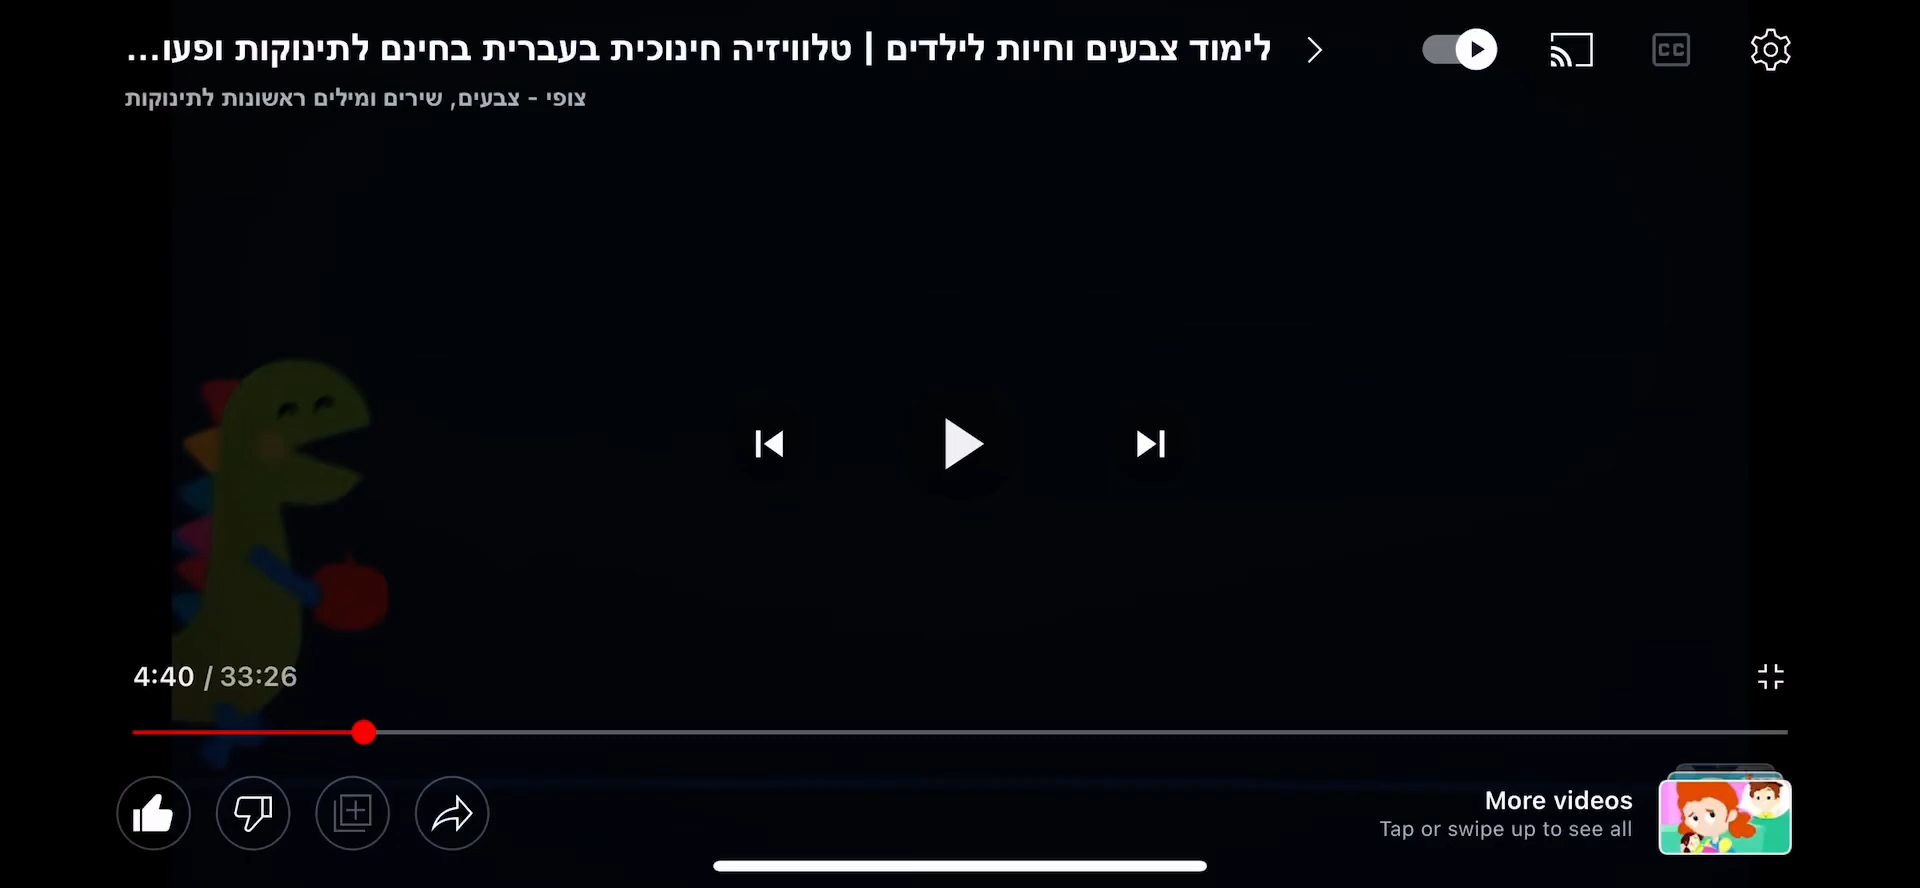 לימוד צבעים וחיות לילדים | טלוויזיה חינוכית בעברית בחינם לתינוקות ופעו...
צופי - צבעים, שירים ומילים ראשונות לתינוקות
CC
4:40 / 33:26
More videos
Tap or swipe up to see all